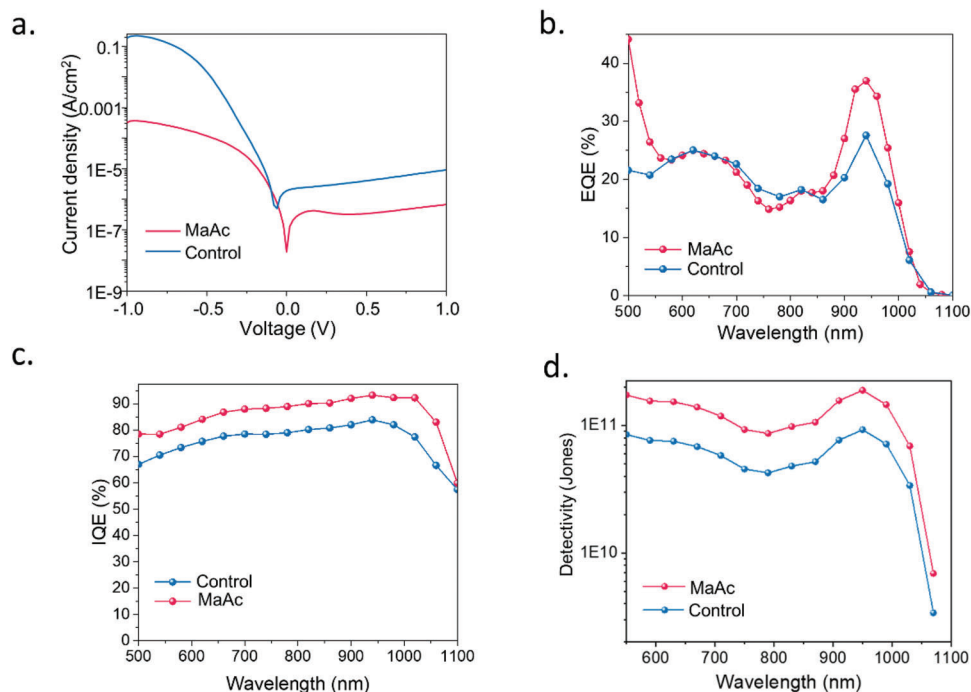 a.
Current density (A/cm²)
0.1
0.001
1E-5
1E-7
1E-9
MaAc
Control
-1.0 -0.5 0.0 0.5 1.0
Voltage (V)
b.
EQE (%)
40
30
20
10
0
MaAc
Control
500 600 700 800 900 1000 1100
Wavelength (nm)
c.
IQE (%)
90
80
70
60
50
40
30
20
10
0
Control
MaAc
500 600 700 800 900 1000 1100
Wavelength (nm)
d.
Detectivity (Jones)
1E11
1E10
MaAc
Control
600 700 800 900 1000 1100
Wavelength (nm)